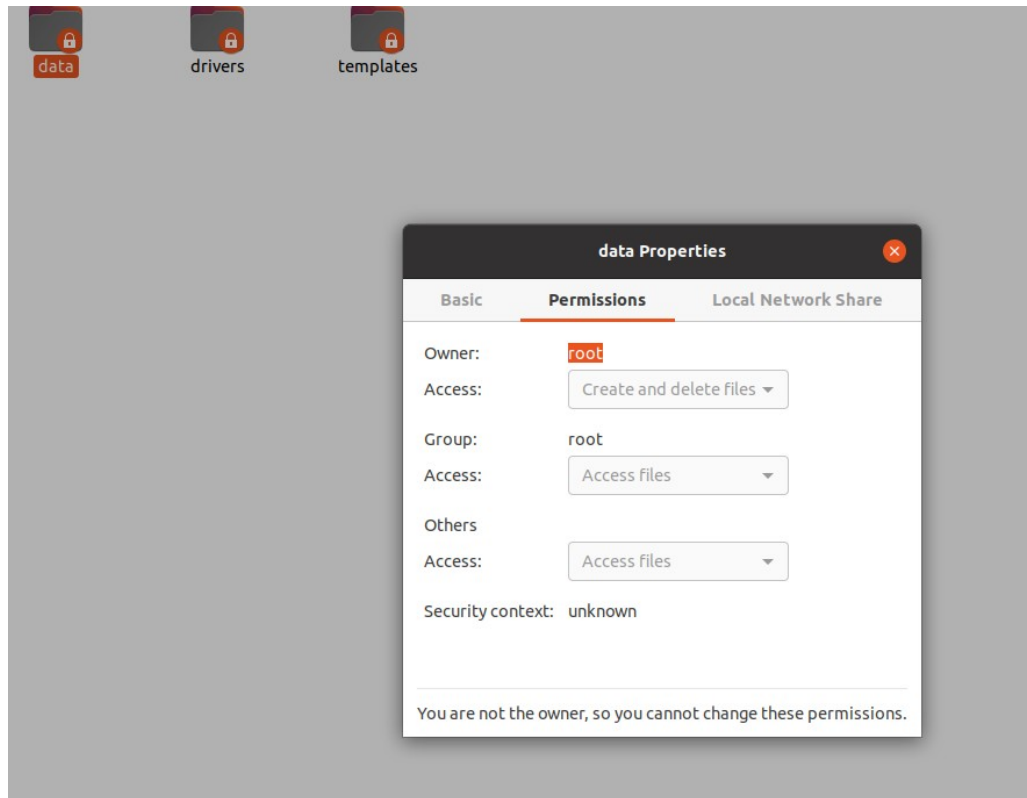 data drivers templates
data Properties
Basic Permissions Local Network Share
Owner: root
Access: Create and delete files
Group: root
Access: Access files
Others
Access: Access files
Security context: unknown
You are not the owner, so you cannot change these permissions.